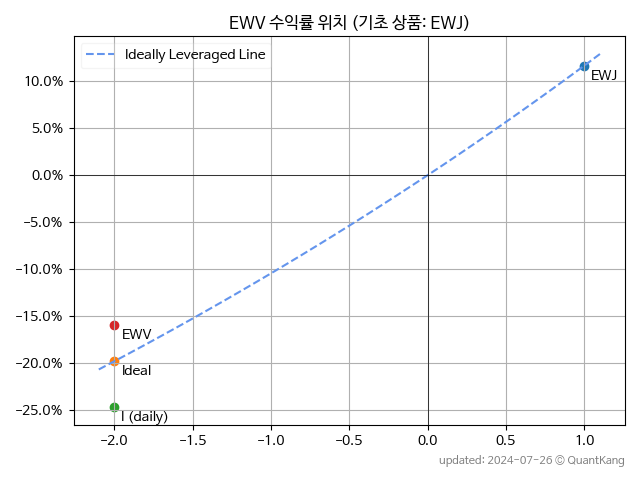 EWV 수익률 위치 (기초 상품: EWJ)
Ideally Leveraged Line
10.0%
5.0%
0.0%
−5.0%
−10.0%
−15.0%
−20.0%
−25.0%
EWJ
EWV
Ideal
I (daily)
−2.0 −1.5 −1.0 −0.5 0.0 0.5 1.0
updated: 2024-07-26 © QuantKang